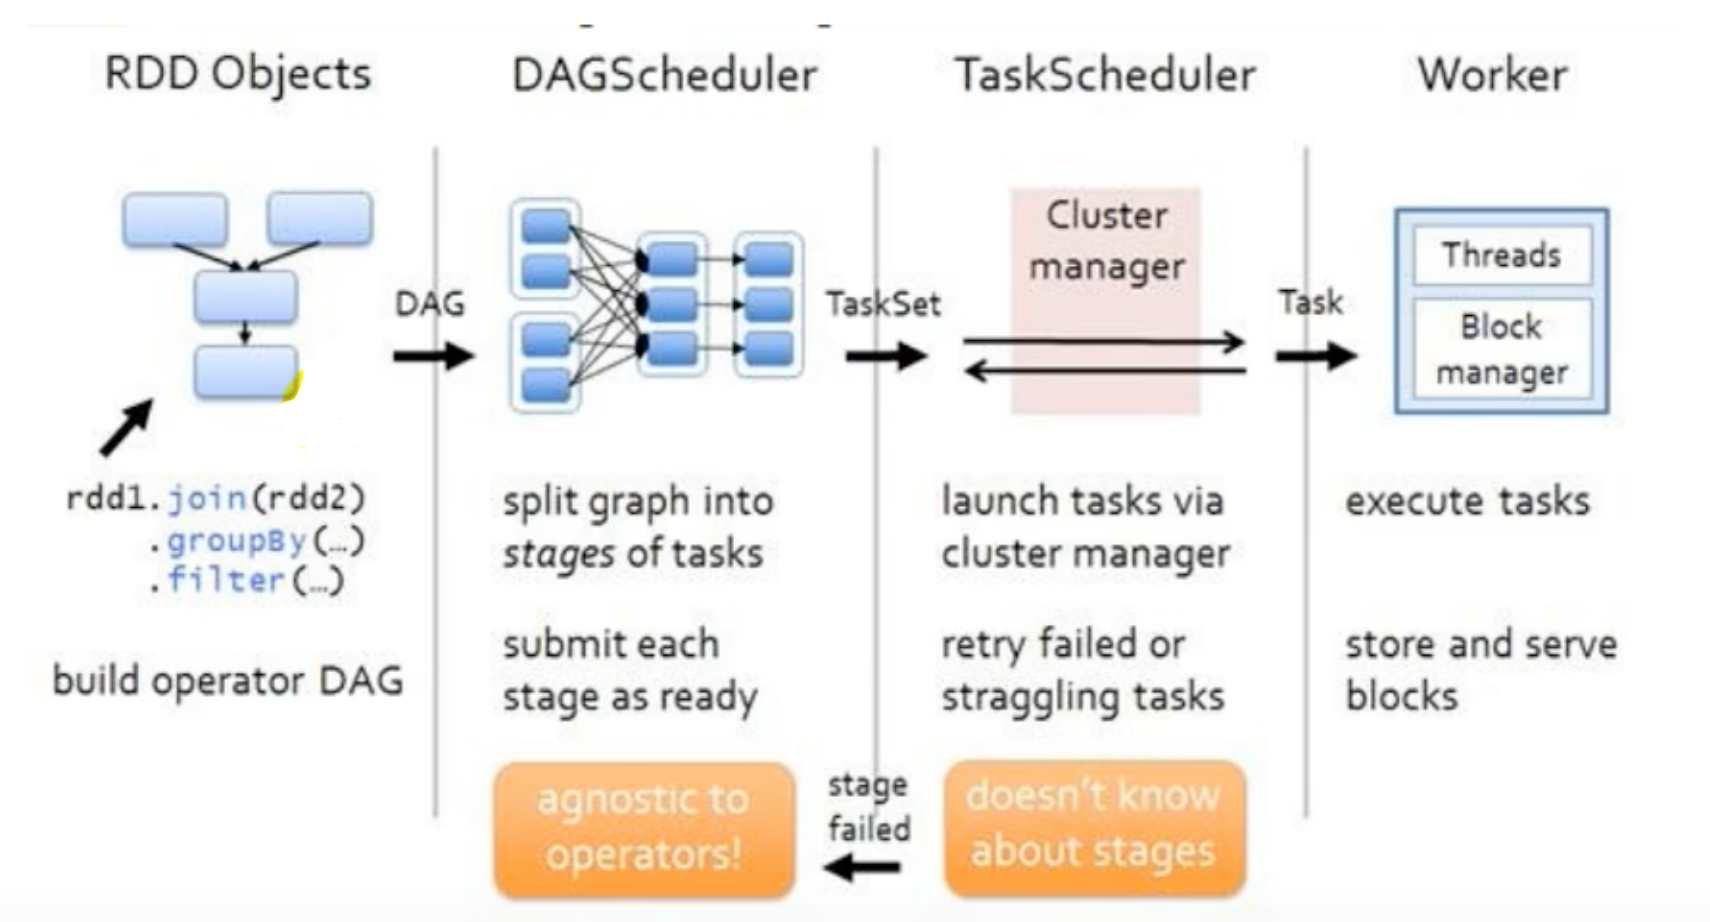 RDD Objects
DAGScheduler
TaskScheduler
Worker
DAG
TaskSet
Cluster
manager
Task
Threads
Block
manager
rdd1.join(rdd2)
.groupBy(…)
.filter(…)
build operator DAG
split graph into
stages of tasks
submit each
stage as ready
agnostic to
operators!
launch tasks via
cluster manager
retry failed or
straggling tasks
stage
failed
doesn't know
about stages
execute tasks
store and serve
blocks